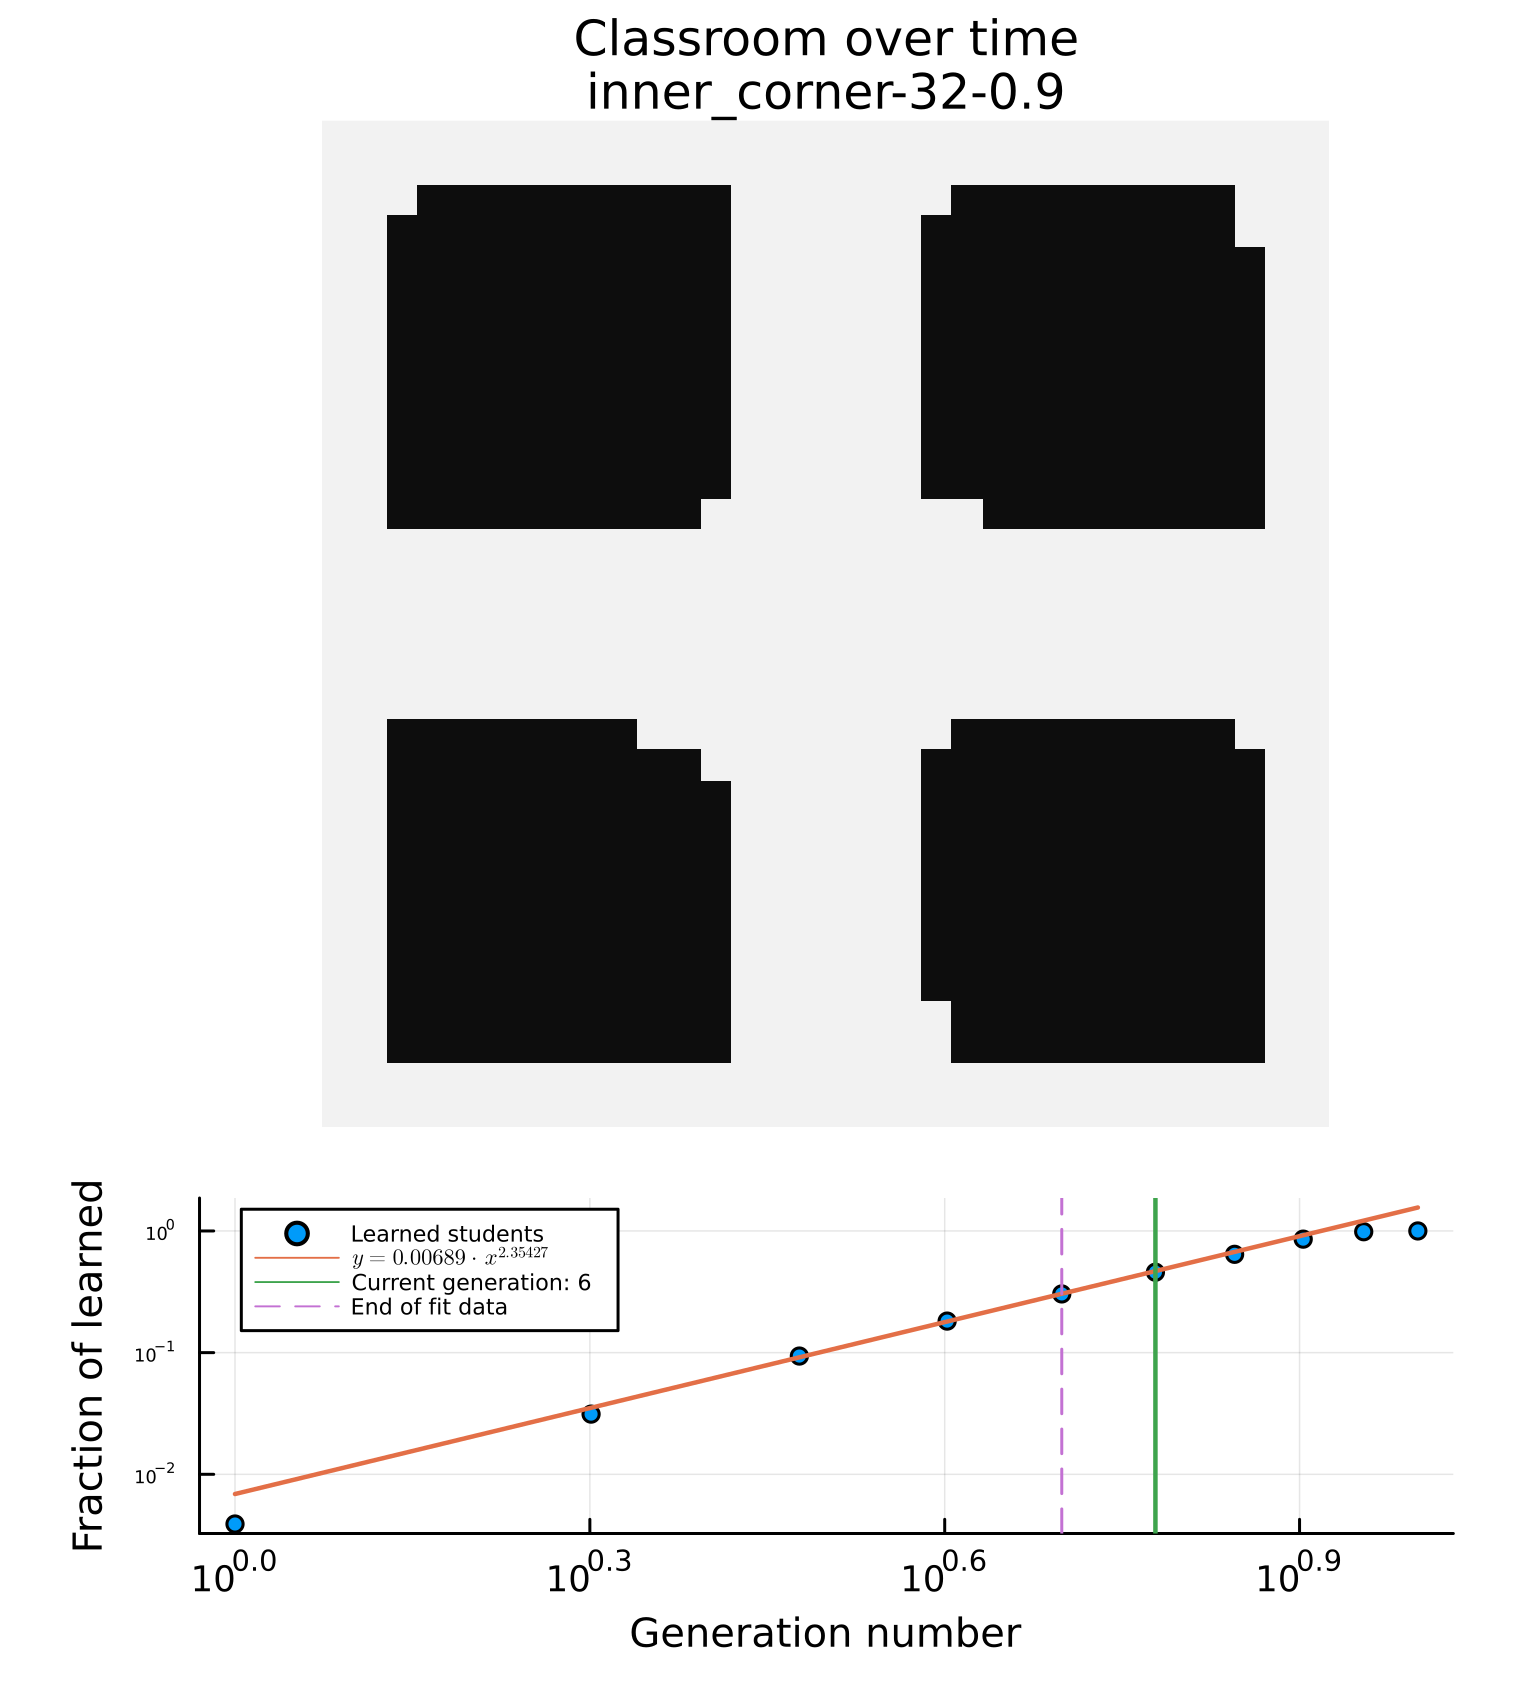 Classroom over time
inner_corner-32-0.9
Fraction of learned
10^0
10^-1
10^-2
Learned students
y = 0.00689 · x^2.35427
Current generation: 6
End of fit data
10^0.0 10^0.3 10^0.6 10^0.9
Generation number